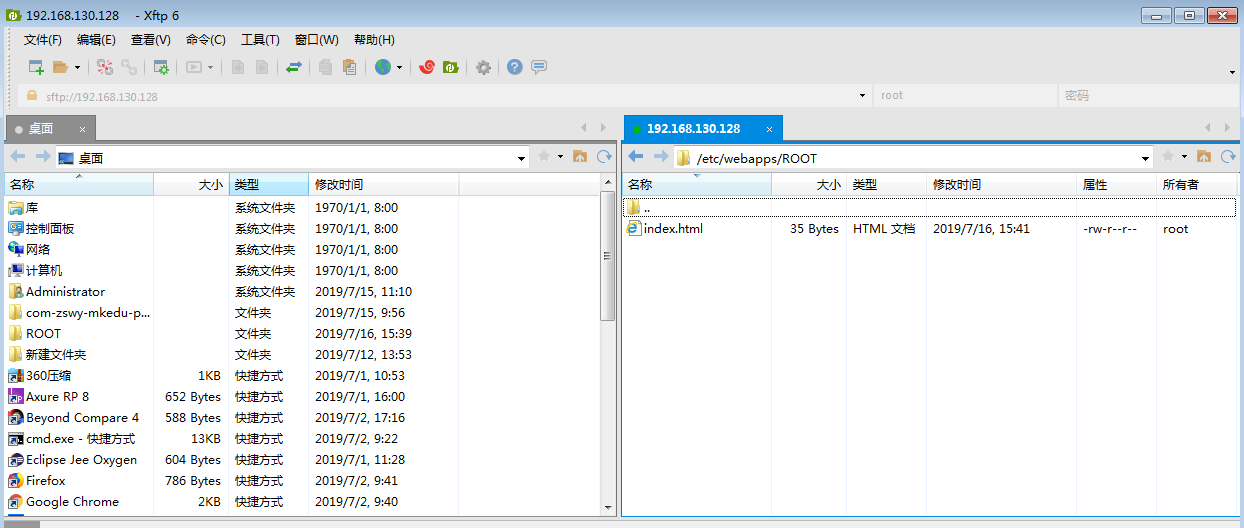 192.168.130.128 - Xftp 6
文件(F) 编辑(E) 查看(V) 命令(C) 工具(T) 窗口(W) 帮助(H)
sftp://192.168.130.128 root 密码
桌面 × 192.168.130.128 ×
桌面 /etc/webapps/ROOT
名称 大小 类型 修改时间 名称 大小 类型 修改时间 属性 所有者
库 系统文件夹 1970/1/1, 8:00 ..
控制面板 系统文件夹 1970/1/1, 8:00 index.html 35 Bytes HTML 文档 2019/7/16, 15:41 -rw-r--r-- root
网络 系统文件夹 1970/1/1, 8:00
计算机 系统文件夹 1970/1/1, 8:00
Administrator 系统文件夹 2019/7/15, 11:10
com-zswy-mkedu-p... 文件夹 2019/7/15, 9:56
ROOT 文件夹 2019/7/16, 15:39
新建文件夹 文件夹 2019/7/12, 13:53
360压缩 1KB 快捷方式 2019/7/1, 10:53
Axure RP 8 652 Bytes 快捷方式 2019/7/1, 16:00
Beyond Compare 4 588 Bytes 快捷方式 2019/7/2, 17:16
cmd.exe - 快捷方式 13KB 快捷方式 2019/7/2, 9:22
Eclipse Jee Oxygen 604 Bytes 快捷方式 2019/7/1, 11:28
Firefox 786 Bytes 快捷方式 2019/7/2, 9:41
Google Chrome 2KB 快捷方式 2019/7/2, 9:40